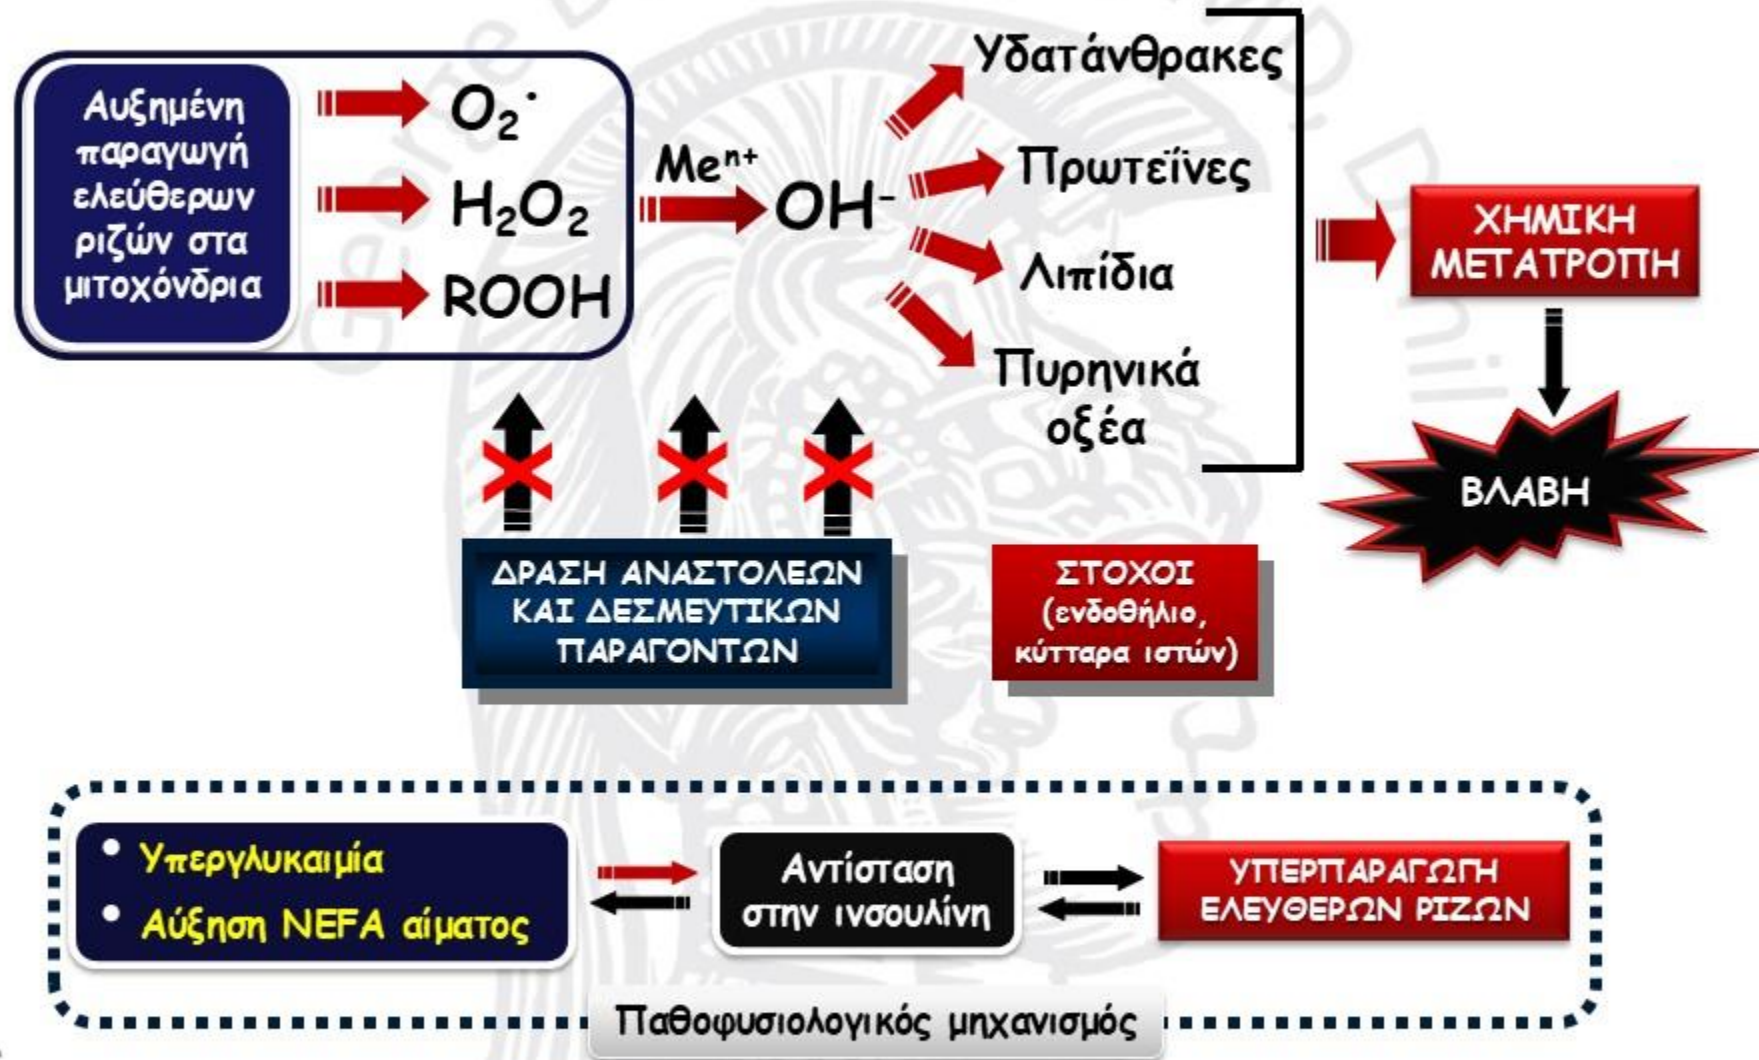 Αυξημένη
παραγωγή
ελεύθερων
ριζών στα
μιτοχόνδρια
O₂˙
H₂O₂
ROOH
Meⁿ⁺
OH⁻
Υδατάνθρακες
Πρωτεΐνες
Λιπίδια
Πυρηνικά
οξέα
ΧΗΜΙΚΗ
ΜΕΤΑΤΡΟΠΗ
ΒΛΑΒΗ
ΔΡΑΣΗ ΑΝΑΣΤΟΛΕΩΝ
ΚΑΙ ΔΕΣΜΕΥΤΙΚΩΝ
ΠΑΡΑΓΟΝΤΩΝ
ΣΤΟΧΟΙ
(ενδοθήλιο,
κύτταρα ιστών)
• Υπεργλυκαιμία
• Αύξηση NEFA αίματος
Αντίσταση
στην ινσουλίνη
ΥΠΕΡΠΑΡΑΓΩΓΗ
ΕΛΕΥΘΕΡΩΝ ΡΙΖΩΝ
Παθοφυσιολογικός μηχανισμός